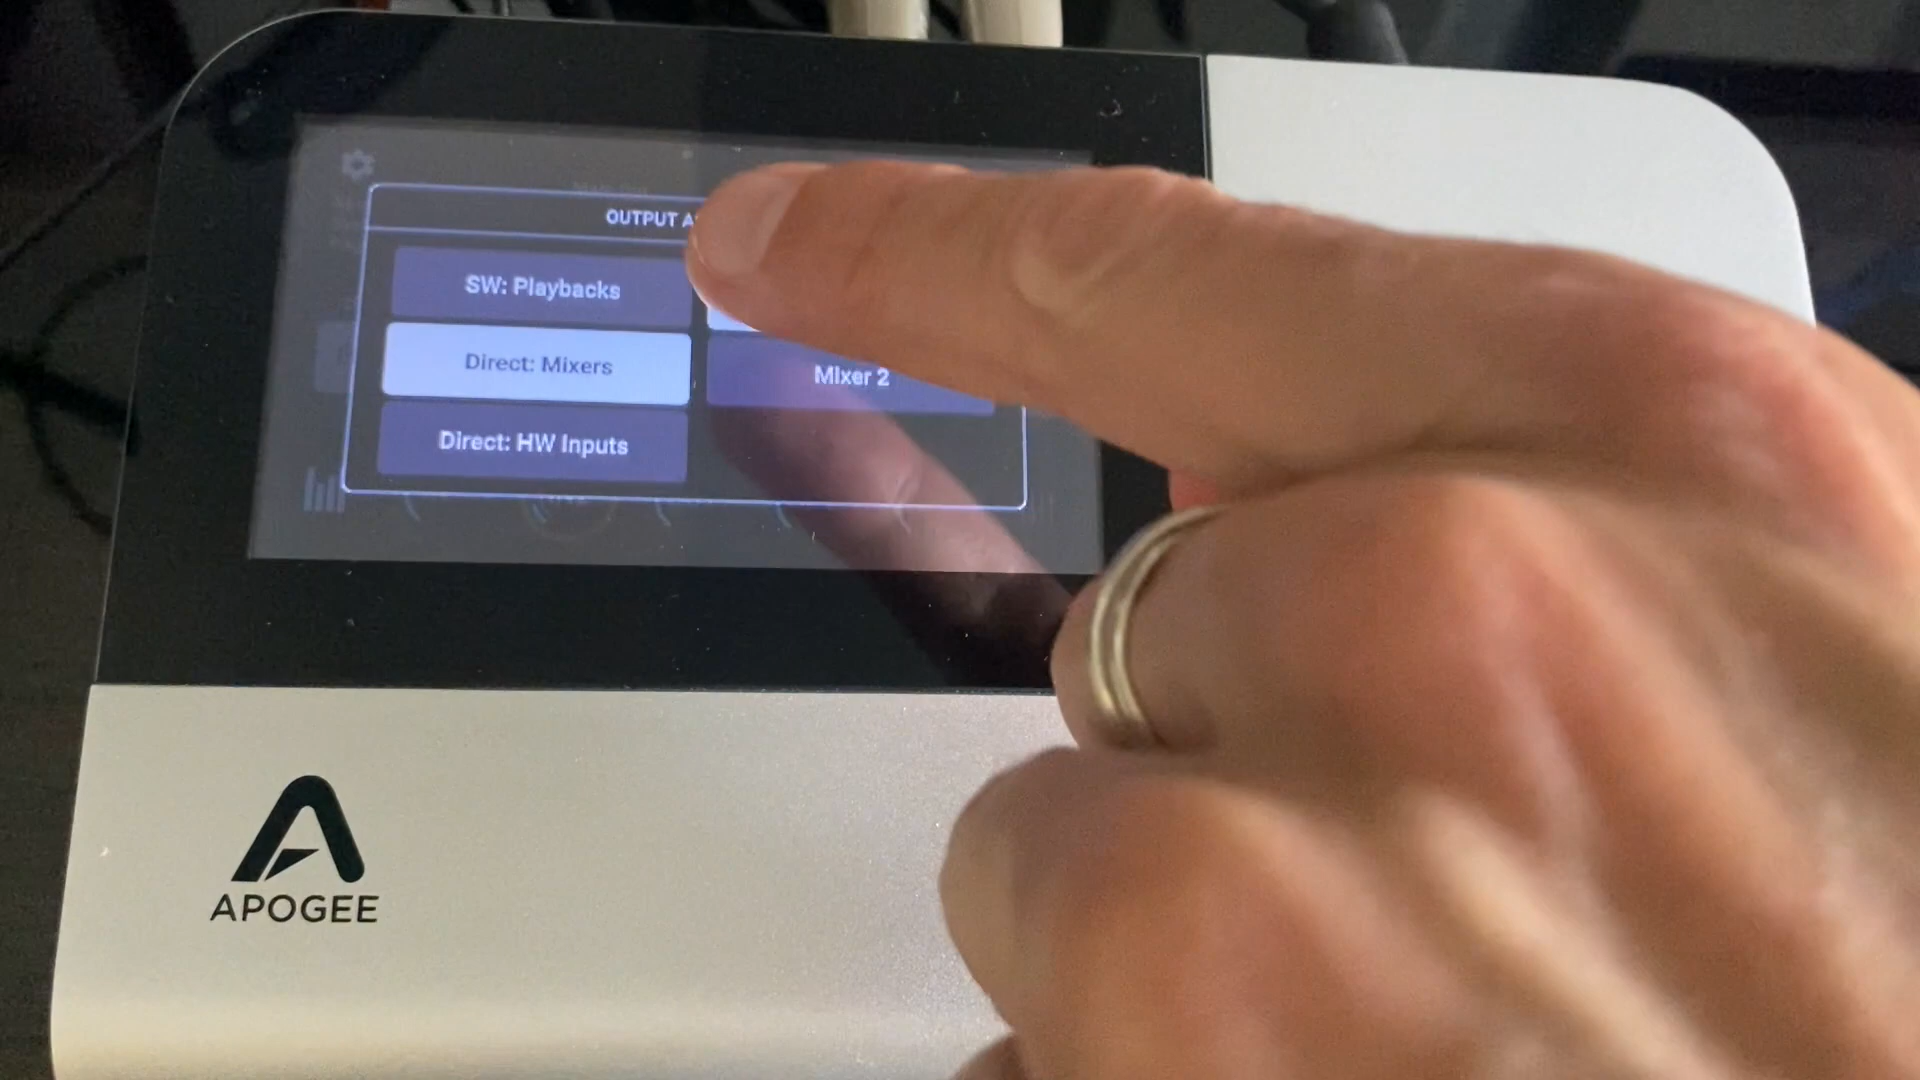 OUTPUT
SW: Playbacks
Direct: Mixers
Mixer 2
Direct: HW Inputs
APOGEE